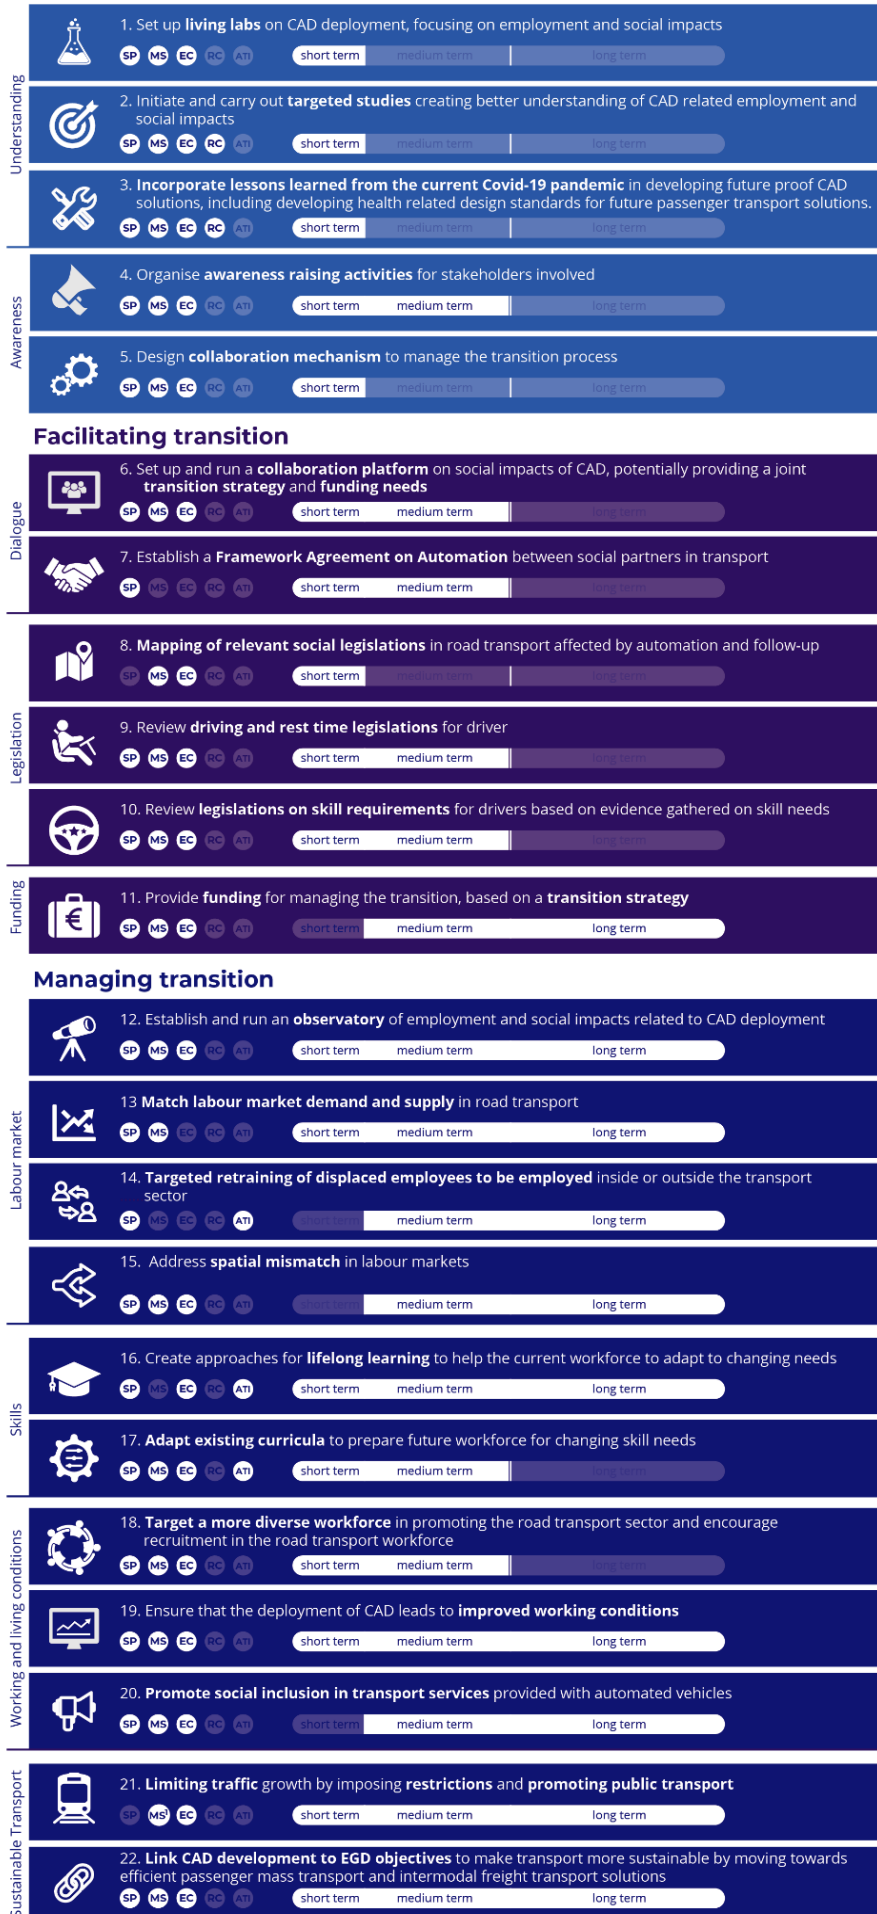 Understanding
1. Set up living labs on CAD deployment, focusing on employment and social impacts
SP MS EC RC ATI short term medium term long term
2. Initiate and carry out targeted studies creating better understanding of CAD related employment and
social impacts
SP MS EC RC ATI short term medium term long term
3. Incorporate lessons learned from the current Covid-19 pandemic in developing future proof CAD
solutions, including developing health related design standards for future passenger transport solutions.
SP MS EC RC ATI short term medium term long term
Awareness
4. Organise awareness raising activities for stakeholders involved
SP MS EC RC ATI short term medium term long term
5. Design collaboration mechanism to manage the transition process
SP MS EC RC ATI short term medium term long term
Facilitating transition
Dialogue
6. Set up and run a collaboration platform on social impacts of CAD, potentially providing a joint
transition strategy and funding needs
SP MS EC RC ATI short term medium term long term
7. Establish a Framework Agreement on Automation between social partners in transport
SP MS EC RC ATI short term medium term long term
Legislation
8. Mapping of relevant social legislations in road transport affected by automation and follow-up
SP MS EC RC ATI short term medium term long term
9. Review driving and rest time legislations for driver
SP MS EC RC ATI short term medium term long term
10. Review legislations on skill requirements for drivers based on evidence gathered on skill needs
SP MS EC RC ATI short term medium term long term
Funding
11. Provide funding for managing the transition, based on a transition strategy
SP MS EC RC ATI short term medium term long term
Managing transition
Labour market
12. Establish and run an observatory of employment and social impacts related to CAD deployment
SP MS EC RC ATI short term medium term long term
13 Match labour market demand and supply in road transport
SP MS EC RC ATI short term medium term long term
14. Targeted retraining of displaced employees to be employed inside or outside the transport
sector
SP MS EC RC ATI short term medium term long term
15. Address spatial mismatch in labour markets
SP MS EC RC ATI short term medium term long term
Skills
16. Create approaches for lifelong learning to help the current workforce to adapt to changing needs
SP MS EC RC ATI short term medium term long term
17. Adapt existing curricula to prepare future workforce for changing skill needs
SP MS EC RC ATI short term medium term long term
Working and living conditions
18. Target a more diverse workforce in promoting the road transport sector and encourage
recruitment in the road transport workforce
SP MS EC RC ATI short term medium term long term
19. Ensure that the deployment of CAD leads to improved working conditions
SP MS EC RC ATI short term medium term long term
20. Promote social inclusion in transport services provided with automated vehicles
SP MS EC RC ATI short term medium term long term
Sustainable Transport
21. Limiting traffic growth by imposing restrictions and promoting public transport
SP MS¹ EC RC ATI short term medium term long term
22. Link CAD development to EGD objectives to make transport more sustainable by moving towards
efficient passenger mass transport and intermodal freight transport solutions
SP MS EC RC ATI short term medium term long term